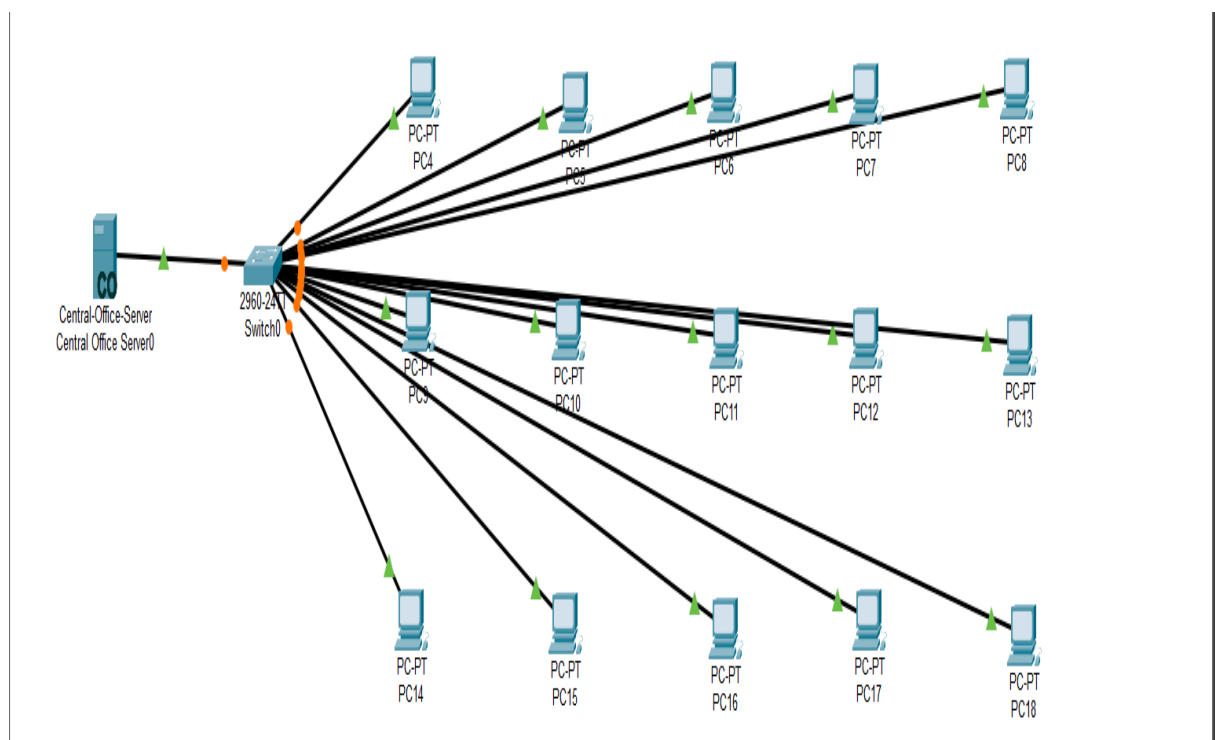 PC-PT
PC4
PC-PT
PC5
PC-PT
PC6
PC-PT
PC7
PC-PT
PC8
CO
Central-Office-Server
Central Office Server0
2960-24TT
Switch0
PC-PT
PC9
PC-PT
PC10
PC-PT
PC11
PC-PT
PC12
PC-PT
PC13
PC-PT
PC14
PC-PT
PC15
PC-PT
PC16
PC-PT
PC17
PC-PT
PC18